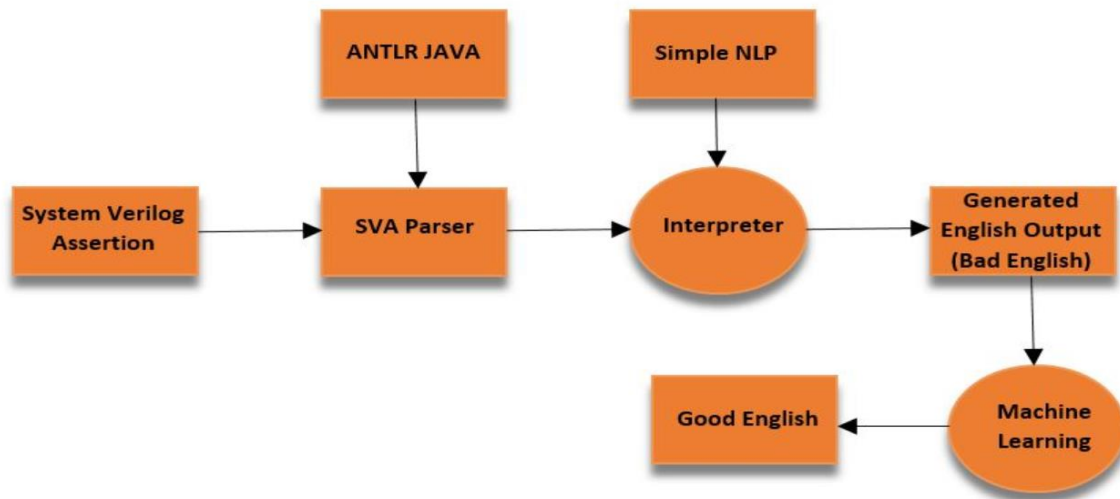 ANTLR JAVA
Simple NLP
System Verilog
Assertion
SVA Parser
Interpreter
Generated
English Output
(Bad English)
Good English
Machine
Learning